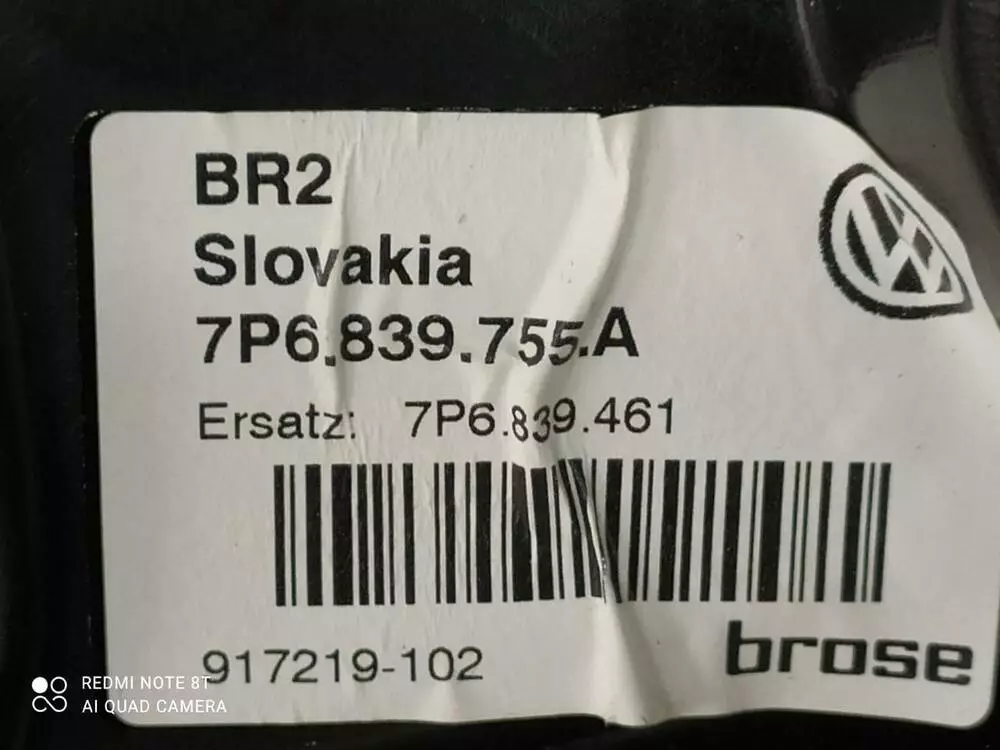 BR2
Slovakia
7P6.839.755.A
Ersatz: 7P6.839.461
917219-102
brose
REDMI NOTE 8T
AI QUAD CAMERA